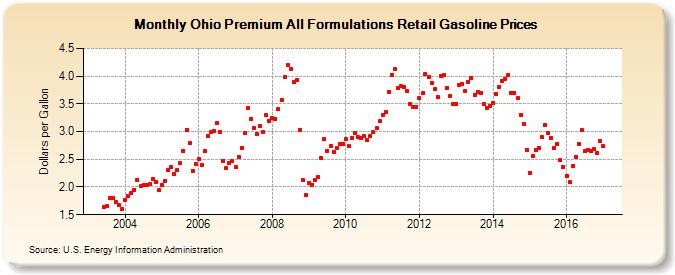 Monthly Ohio Premium All Formulations Retail Gasoline Prices
Dollars per Gallon
4.5
4.0
3.5
3.0
2.5
2.0
1.5
2004 2006 2008 2010 2012 2014 2016
Source: U.S. Energy Information Administration